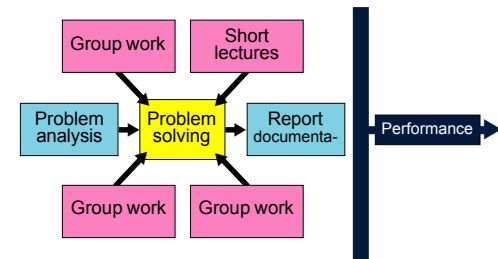 Group work
Short
lectures
Problem
analysis
Problem
solving
Report
documenta-
Performance
Group work
Group work